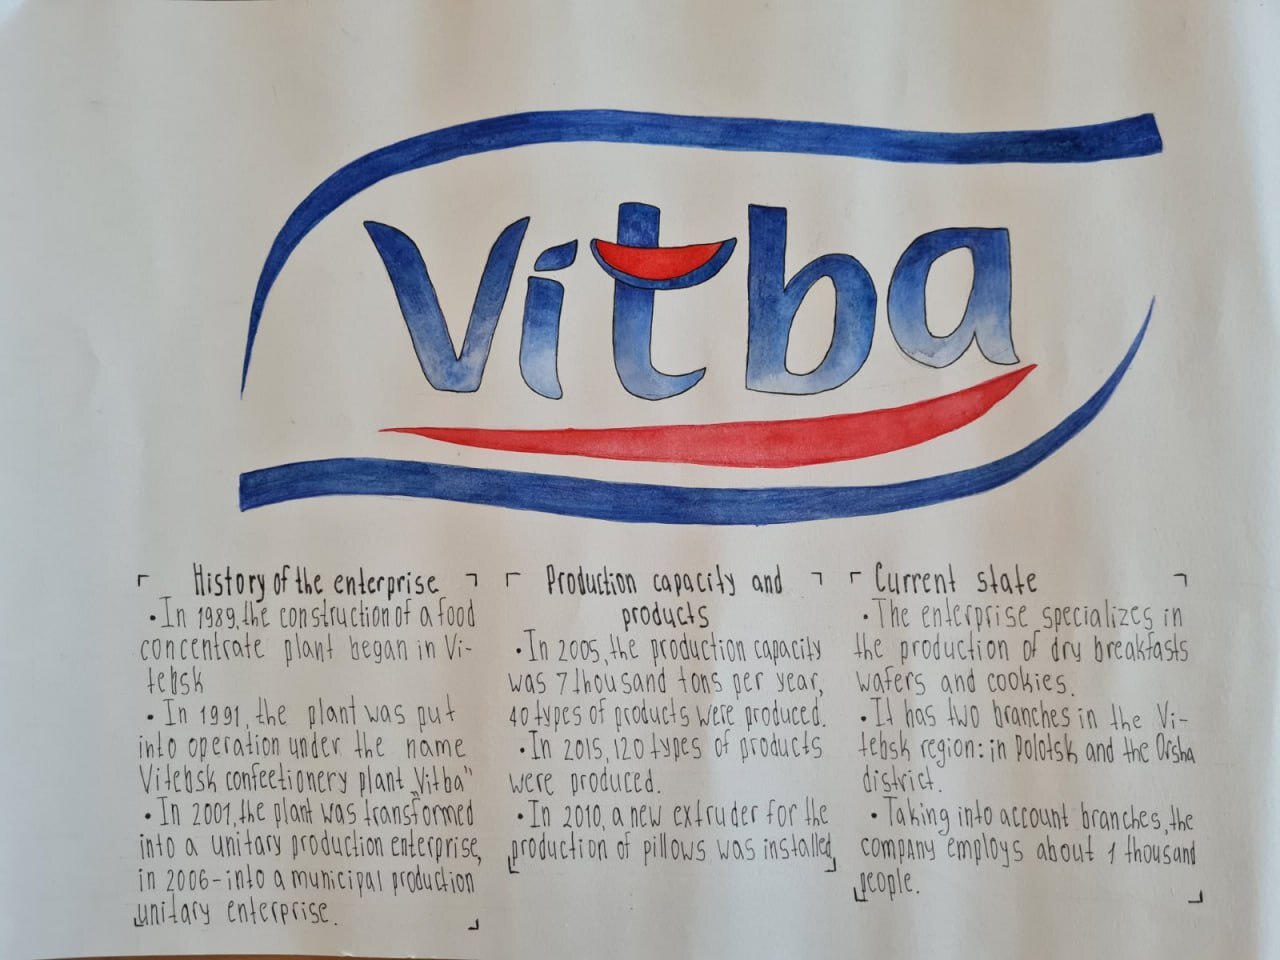 Vitba
History of the enterprise
• In 1989, the construction of a food
concentrate plant began in Vi-
tebsk
• In 1991, the plant was put
into operation under the name
Vitebsk confectionery plant „Vitba"
• In 2001, the plant was transformed
into a unitary production enterprise,
in 2006 - into a municipal production
unitary enterprise.
Production capacity and
products
• In 2005, the production capacity
was 7 thousand tons per year,
40 types of products were produced.
• In 2015, 120 types of products
were produced.
• In 2010, a new extruder for the
production of pillows was installed
Current state
• The enterprise specializes in
the production of dry breakfasts
wafers and cookies.
• It has two branches in the Vi-
tebsk region: in Polotsk and the Orsha
district.
• Taking into account branches, the
company employs about 1 thousand
people.